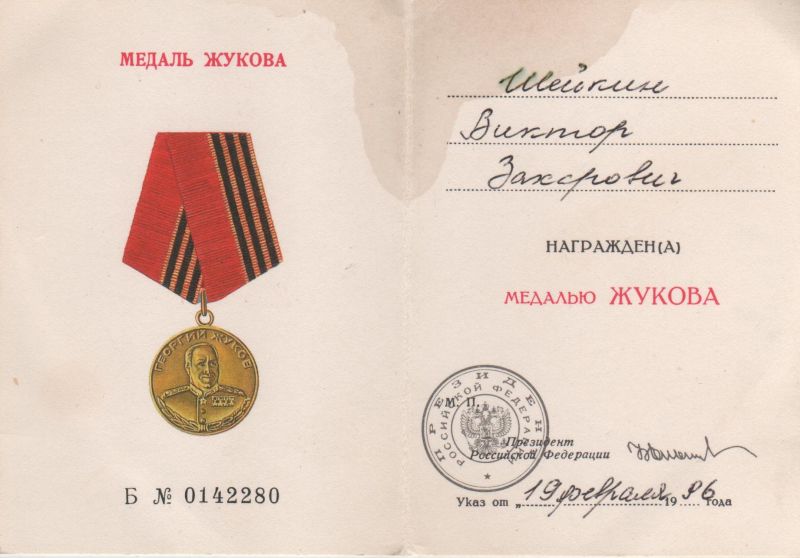 МЕДАЛЬ ЖУКОВА
ГЕОРГИЙ ЖУКОВ
Б № 0142280
Шейкин
Виктор
Захарович
НАГРАЖДЕН(А)
МЕДАЛЬЮ ЖУКОВА
ПРЕЗИДЕНТ
РОССИЙСКОЙ ФЕДЕРАЦИИ
М. П.
Президент
Российской Федерации
Указ от „19 февраля 1996 года